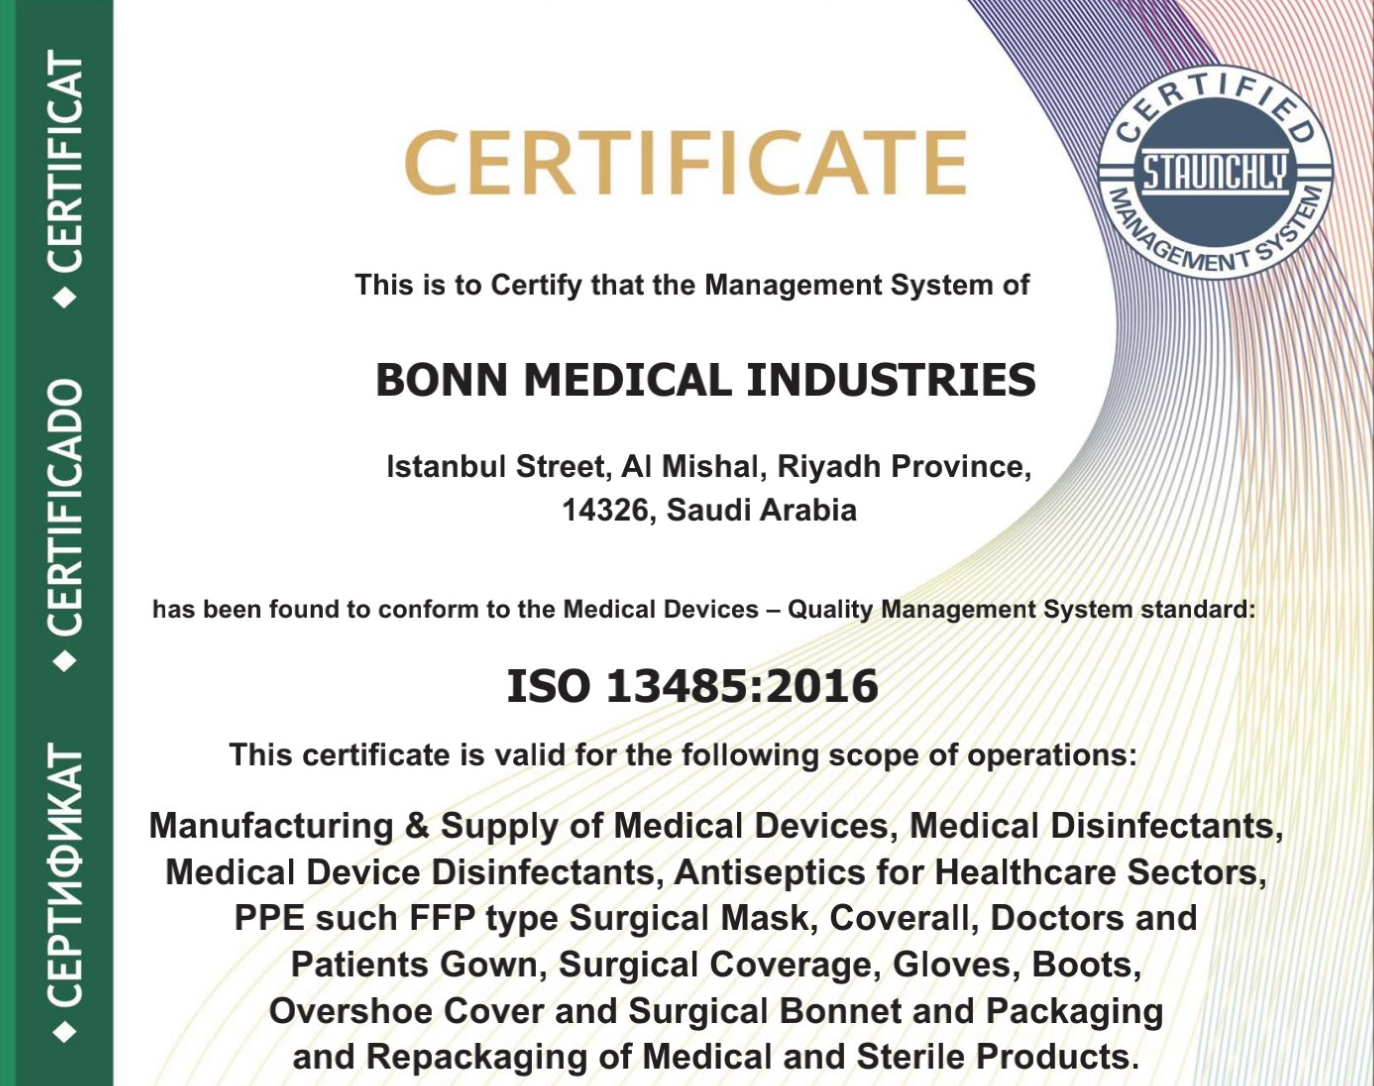 CERTIFICATE
CERTIFIED
STAUNCHLY
MANAGEMENT SYSTEM
This is to Certify that the Management System of
BONN MEDICAL INDUSTRIES
Istanbul Street, Al Mishal, Riyadh Province,
14326, Saudi Arabia
has been found to conform to the Medical Devices – Quality Management System standard:
ISO 13485:2016
This certificate is valid for the following scope of operations:
Manufacturing & Supply of Medical Devices, Medical Disinfectants,
Medical Device Disinfectants, Antiseptics for Healthcare Sectors,
PPE such FFP type Surgical Mask, Coverall, Doctors and
Patients Gown, Surgical Coverage, Gloves, Boots,
Overshoe Cover and Surgical Bonnet and Packaging
and Repackaging of Medical and Sterile Products.
◆ СЕРТИФИКАТ ◆ CERTIFICADO ◆ CERTIFICAT